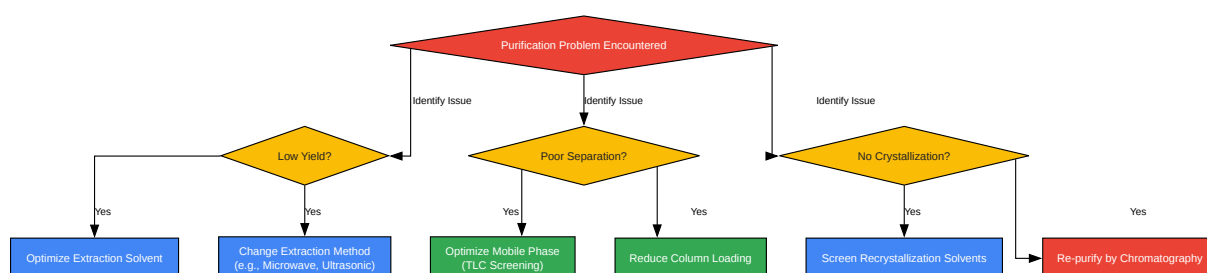 Purification Problem Encountered
Identify Issue
Identify Issue
Identify Issue
Low Yield?
Poor Separation?
No Crystallization?
Yes
Yes
Yes
Yes
Yes
Yes
Optimize Extraction Solvent
Change Extraction Method
(e.g., Microwave, Ultrasonic)
Optimize Mobile Phase
(TLC Screening)
Reduce Column Loading
Screen Recrystallization Solvents
Re-purify by Chromatography